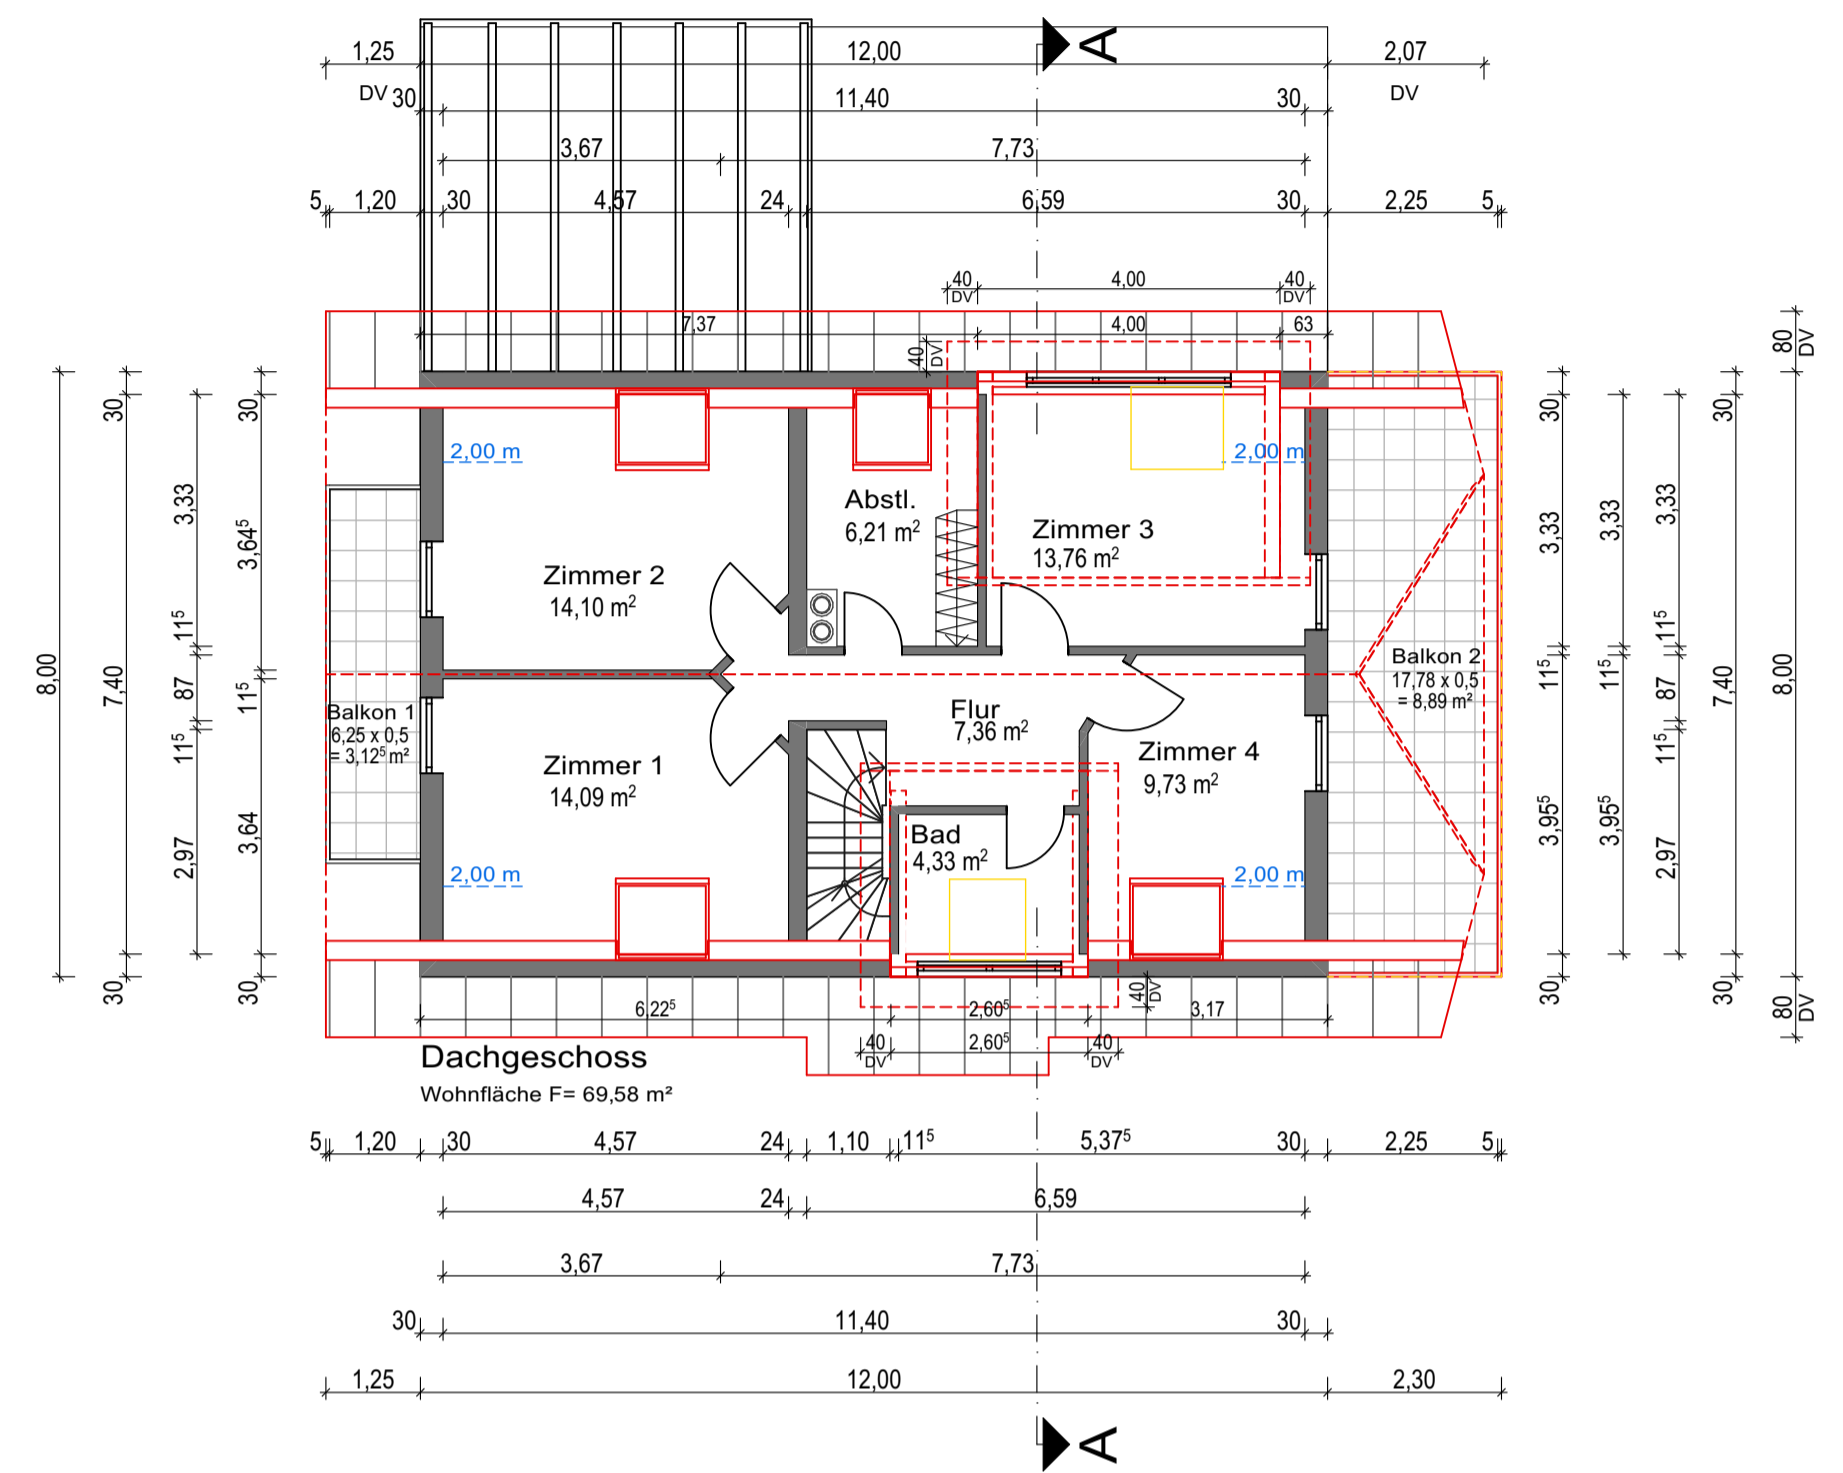 1,25 12,00 A 2,07
DV 30 11,40 30 DV
3,67 7,73
5 1,20 30 4,57 24 6,59 30 2,25 5
40 4,00 40
DV DV
7,37 4,00 63
40 DV
80 DV
30 30 30 30 30
2,00 m 2,00 m
Abstl.
6,21 m²
Zimmer 3
13,76 m²
3,33 3,64⁵ 3,33 3,33 3,33
Zimmer 2
14,10 m²
11⁵ 11⁵
8,00 7,40 87 11⁵ 11⁵ 11⁵ 87 7,40 8,00
Balkon 2
17,78 x 0,5
= 8,89 m²
Balkon 1
6,25 x 0,5
= 3,12⁵ m²
Flur
7,36 m²
11⁵ 11⁵
Zimmer 1
14,09 m²
Zimmer 4
9,73 m²
2,97 3,64 3,95⁵ 3,95⁵ 2,97
Bad
4,33 m²
2,00 m 2,00 m
30 30 30 30
40 DV
80 DV
6,22⁵ 2,60⁵ 3,17
40 2,60⁵ 40
DV DV
Dachgeschoss
Wohnfläche F= 69,58 m²
5 1,20 30 4,57 24 1,10 11⁵ 5,37⁵ 30 2,25 5
4,57 24 6,59
3,67 7,73
30 11,40 30
1,25 12,00 2,30
A